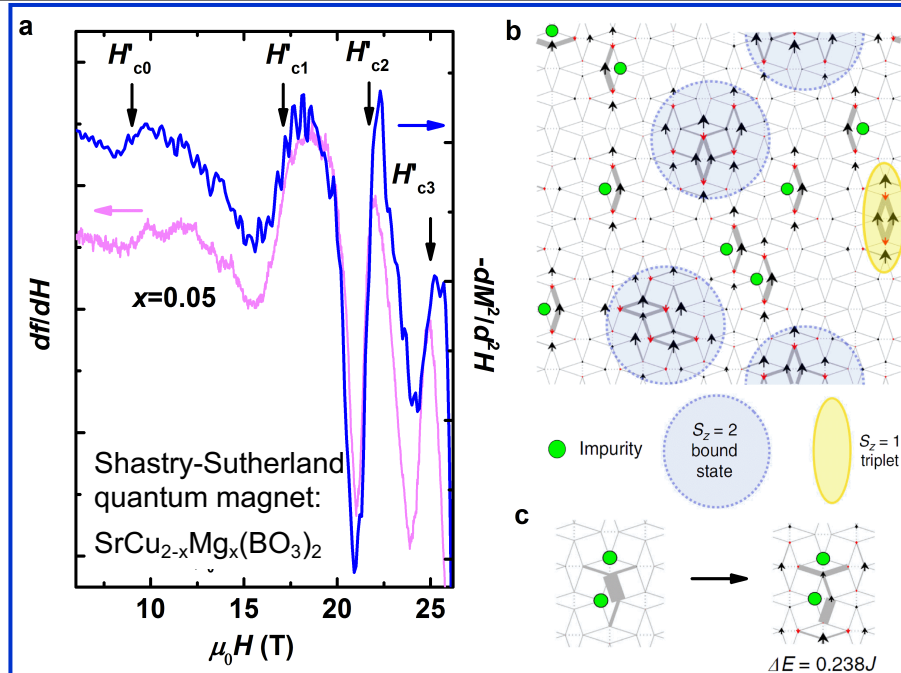 a
H'c0
H'c1
H'c2
H'c3
x=0.05
df/dH
-dM²/d²H
Shastry-Sutherland
quantum magnet:
SrCu2-xMgx(BO3)2
10
15
20
25
μ0H (T)
b
Impurity
Sz = 2
bound
state
Sz = 1
triplet
c
ΔE = 0.238J